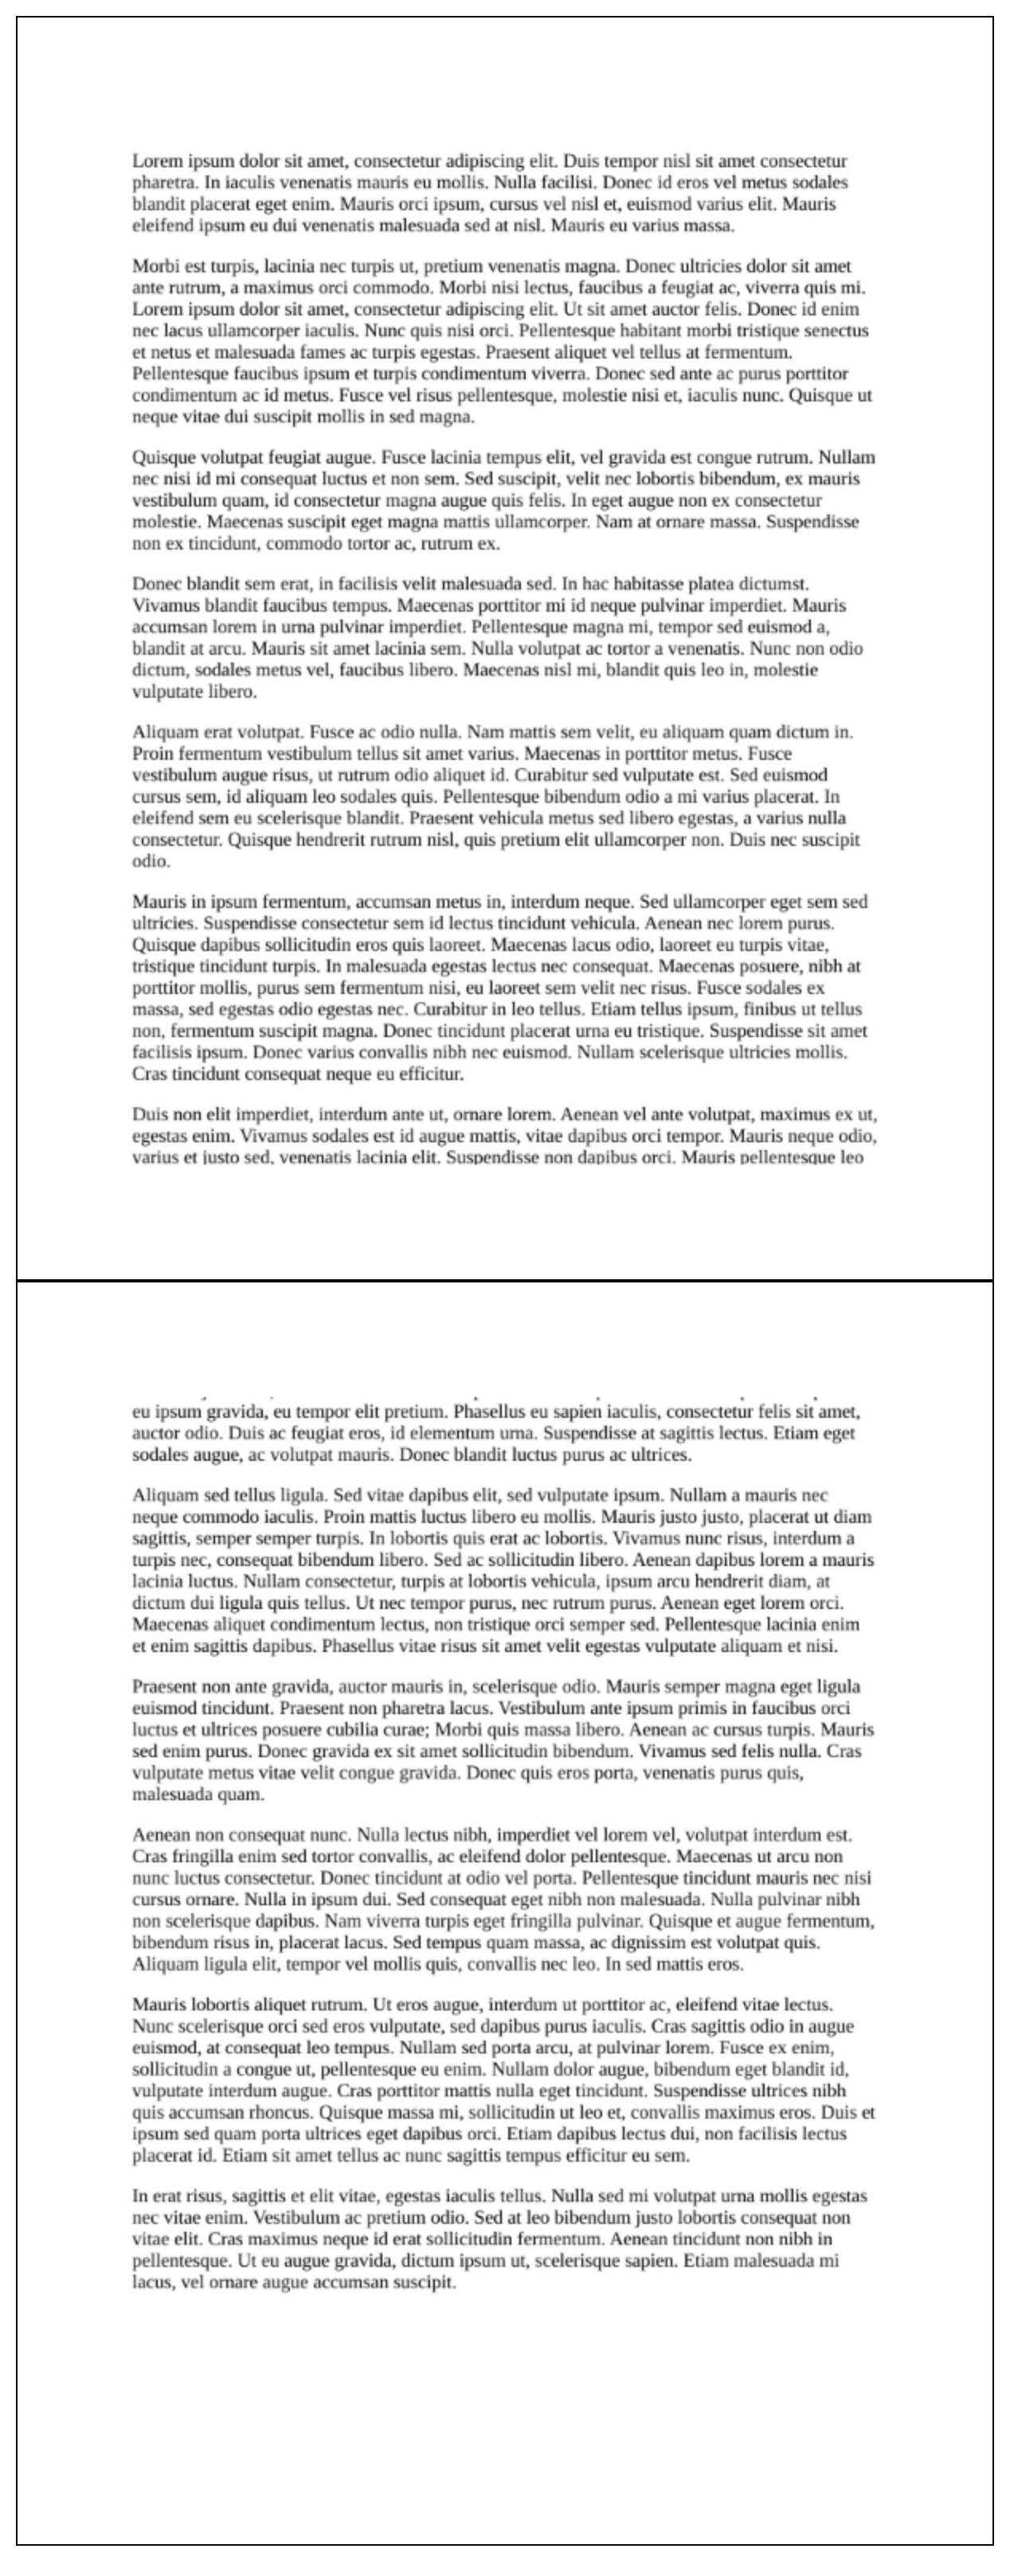 Lorem ipsum dolor sit amet, consectetur adipiscing elit. Duis tempor nisl sit amet consectetur
pharetra. In iaculis venenatis mauris eu mollis. Nulla facilisi. Donec id eros vel metus sodales
blandit placerat eget enim. Mauris orci ipsum, cursus vel nisl et, euismod varius elit. Mauris
eleifend ipsum eu dui venenatis malesuada sed at nisl. Mauris eu varius massa.
Morbi est turpis, lacinia nec turpis ut, pretium venenatis magna. Donec ultricies dolor sit amet
ante rutrum, a maximus orci commodo. Morbi nisi lectus, faucibus a feugiat ac, viverra quis mi.
Lorem ipsum dolor sit amet, consectetur adipiscing elit. Ut sit amet auctor felis. Donec id enim
nec lacus ullamcorper iaculis. Nunc quis nisi orci. Pellentesque habitant morbi tristique senectus
et netus et malesuada fames ac turpis egestas. Praesent aliquet vel tellus at fermentum.
Pellentesque faucibus ipsum et turpis condimentum viverra. Donec sed ante ac purus porttitor
condimentum ac id metus. Fusce vel risus pellentesque, molestie nisi et, iaculis nunc. Quisque ut
neque vitae dui suscipit mollis in sed magna.
Quisque volutpat feugiat augue. Fusce lacinia tempus elit, vel gravida est congue rutrum. Nullam
nec nisi id mi consequat luctus et non sem. Sed suscipit, velit nec lobortis bibendum, ex mauris
vestibulum quam, id consectetur magna augue quis felis. In eget augue non ex consectetur
molestie. Maecenas suscipit eget magna mattis ullamcorper. Nam at ornare massa. Suspendisse
non ex tincidunt, commodo tortor ac, rutrum ex.
Donec blandit sem erat, in facilisis velit malesuada sed. In hac habitasse platea dictumst.
Vivamus blandit faucibus tempus. Maecenas porttitor mi id neque pulvinar imperdiet. Mauris
accumsan lorem in urna pulvinar imperdiet. Pellentesque magna mi, tempor sed euismod a,
blandit at arcu. Mauris sit amet lacinia sem. Nulla volutpat ac tortor a venenatis. Nunc non odio
dictum, sodales metus vel, faucibus libero. Maecenas nisl mi, blandit quis leo in, molestie
vulputate libero.
Aliquam erat volutpat. Fusce ac odio nulla. Nam mattis sem velit, eu aliquam quam dictum in.
Proin fermentum vestibulum tellus sit amet varius. Maecenas in porttitor metus. Fusce
vestibulum augue risus, ut rutrum odio aliquet id. Curabitur sed vulputate est. Sed euismod
cursus sem, id aliquam leo sodales quis. Pellentesque bibendum odio a mi varius placerat. In
eleifend sem eu scelerisque blandit. Praesent vehicula metus sed libero egestas, a varius nulla
consectetur. Quisque hendrerit rutrum nisl, quis pretium elit ullamcorper non. Duis nec suscipit
odio.
Mauris in ipsum fermentum, accumsan metus in, interdum neque. Sed ullamcorper eget sem sed
ultricies. Suspendisse consectetur sem id lectus tincidunt vehicula. Aenean nec lorem purus.
Quisque dapibus sollicitudin eros quis laoreet. Maecenas lacus odio, laoreet eu turpis vitae,
tristique tincidunt turpis. In malesuada egestas lectus nec consequat. Maecenas posuere, nibh at
porttitor mollis, purus sem fermentum nisi, eu laoreet sem velit nec risus. Fusce sodales ex
massa, sed egestas odio egestas nec. Curabitur in leo tellus. Etiam tellus ipsum, finibus ut tellus
non, fermentum suscipit magna. Donec tincidunt placerat urna eu tristique. Suspendisse sit amet
facilisis ipsum. Donec varius convallis nibh nec euismod. Nullam scelerisque ultricies mollis.
Cras tincidunt consequat neque eu efficitur.
Duis non elit imperdiet, interdum ante ut, ornare lorem. Aenean vel ante volutpat, maximus ex ut,
egestas enim. Vivamus sodales est id augue mattis, vitae dapibus orci tempor. Mauris neque odio,
varius et justo sed, venenatis lacinia elit. Suspendisse non dapibus orci. Mauris pellentesque leo
eu ipsum gravida, eu tempor elit pretium. Phasellus eu sapien iaculis, consectetur felis sit amet,
auctor odio. Duis ac feugiat eros, id elementum urna. Suspendisse at sagittis lectus. Etiam eget
sodales augue, ac volutpat mauris. Donec blandit luctus purus ac ultrices.
Aliquam sed tellus ligula. Sed vitae dapibus elit, sed vulputate ipsum. Nullam a mauris nec
neque commodo iaculis. Proin mattis luctus libero eu mollis. Mauris justo justo, placerat ut diam
sagittis, semper semper turpis. In lobortis quis erat ac lobortis. Vivamus nunc risus, interdum a
turpis nec, consequat bibendum libero. Sed ac sollicitudin libero. Aenean dapibus lorem a mauris
lacinia luctus. Nullam consectetur, turpis at lobortis vehicula, ipsum arcu hendrerit diam, at
dictum dui ligula quis tellus. Ut nec tempor purus, nec rutrum purus. Aenean eget lorem orci.
Maecenas aliquet condimentum lectus, non tristique orci semper sed. Pellentesque lacinia enim
et enim sagittis dapibus. Phasellus vitae risus sit amet velit egestas vulputate aliquam et nisi.
Praesent non ante gravida, auctor mauris in, scelerisque odio. Mauris semper magna eget ligula
euismod tincidunt. Praesent non pharetra lacus. Vestibulum ante ipsum primis in faucibus orci
luctus et ultrices posuere cubilia curae; Morbi quis massa libero. Aenean ac cursus turpis. Mauris
sed enim purus. Donec gravida ex sit amet sollicitudin bibendum. Vivamus sed felis nulla. Cras
vulputate metus vitae velit congue gravida. Donec quis eros porta, venenatis purus quis,
malesuada quam.
Aenean non consequat nunc. Nulla lectus nibh, imperdiet vel lorem vel, volutpat interdum est.
Cras fringilla enim sed tortor convallis, ac eleifend dolor pellentesque. Maecenas ut arcu non
nunc luctus consectetur. Donec tincidunt at odio vel porta. Pellentesque tincidunt mauris nec nisi
cursus ornare. Nulla in ipsum dui. Sed consequat eget nibh non malesuada. Nulla pulvinar nibh
non scelerisque dapibus. Nam viverra turpis eget fringilla pulvinar. Quisque et augue fermentum,
bibendum risus in, placerat lacus. Sed tempus quam massa, ac dignissim est volutpat quis.
Aliquam ligula elit, tempor vel mollis quis, convallis nec leo. In sed mattis eros.
Mauris lobortis aliquet rutrum. Ut eros augue, interdum ut porttitor ac, eleifend vitae lectus.
Nunc scelerisque orci sed eros vulputate, sed dapibus purus iaculis. Cras sagittis odio in augue
euismod, at consequat leo tempus. Nullam sed porta arcu, at pulvinar lorem. Fusce ex enim,
sollicitudin a congue ut, pellentesque eu enim. Nullam dolor augue, bibendum eget blandit id,
vulputate interdum augue. Cras porttitor mattis nulla eget tincidunt. Suspendisse ultrices nibh
quis accumsan rhoncus. Quisque massa mi, sollicitudin ut leo et, convallis maximus eros. Duis et
ipsum sed quam porta ultrices eget dapibus orci. Etiam dapibus lectus dui, non facilisis lectus
placerat id. Etiam sit amet tellus ac nunc sagittis tempus efficitur eu sem.
In erat risus, sagittis et elit vitae, egestas iaculis tellus. Nulla sed mi volutpat urna mollis egestas
nec vitae enim. Vestibulum ac pretium odio. Sed at leo bibendum justo lobortis consequat non
vitae elit. Cras maximus neque id erat sollicitudin fermentum. Aenean tincidunt non nibh in
pellentesque. Ut eu augue gravida, dictum ipsum ut, scelerisque sapien. Etiam malesuada mi
lacus, vel ornare augue accumsan suscipit.